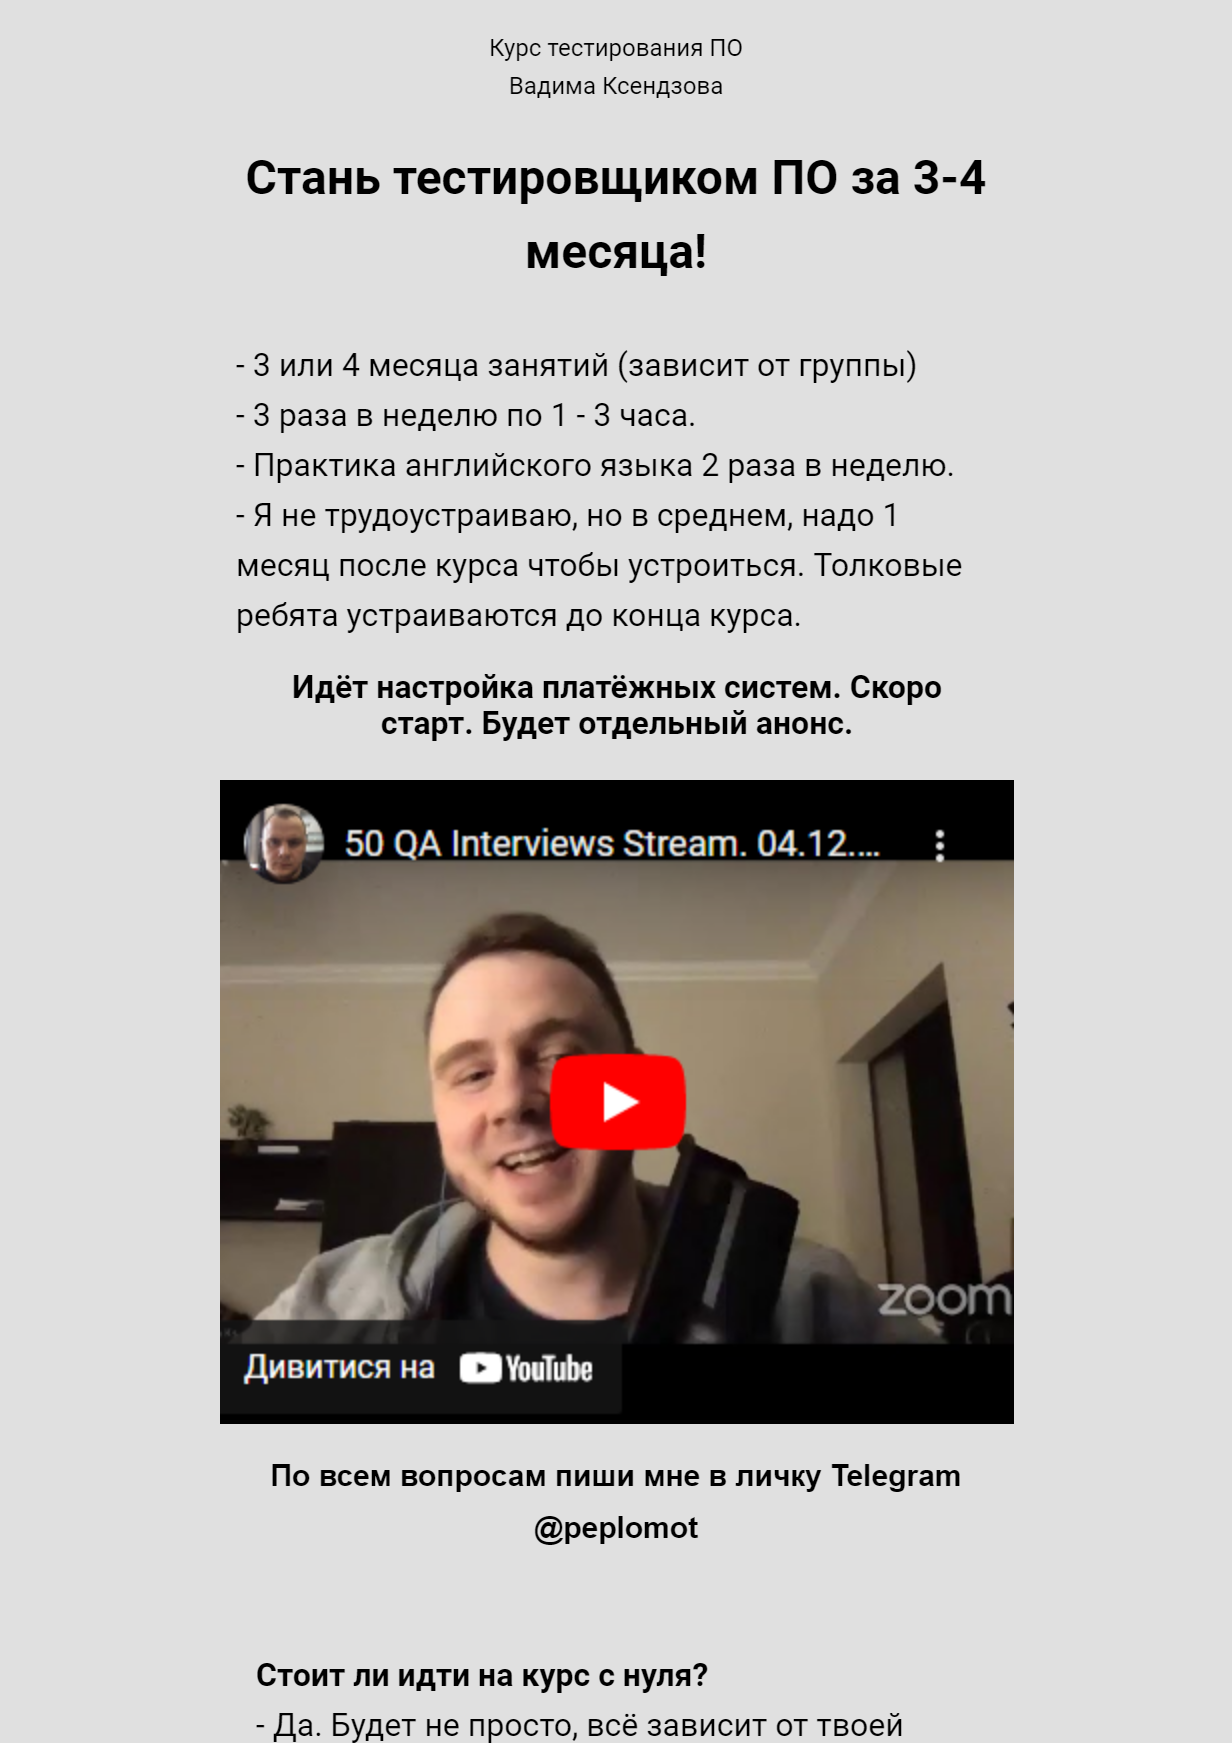 Курс тестирования ПО
Вадима Ксендзова
Стань тестировщиком ПО за 3-4
месяца!
- 3 или 4 месяца занятий (зависит от группы)
- 3 раза в неделю по 1 - 3 часа.
- Практика английского языка 2 раза в неделю.
- Я не трудоустраиваю, но в среднем, надо 1
месяц после курса чтобы устроиться. Толковые
ребята устраиваются до конца курса.
Идёт настройка платёжных систем. Скоро
старт. Будет отдельный анонс.
50 QA Interviews Stream. 04.12....
zoom
Дивитися на YouTube
По всем вопросам пиши мне в личку Telegram
@peplomot
Стоит ли идти на курс с нуля?
- Да. Будет не просто, всё зависит от твоей